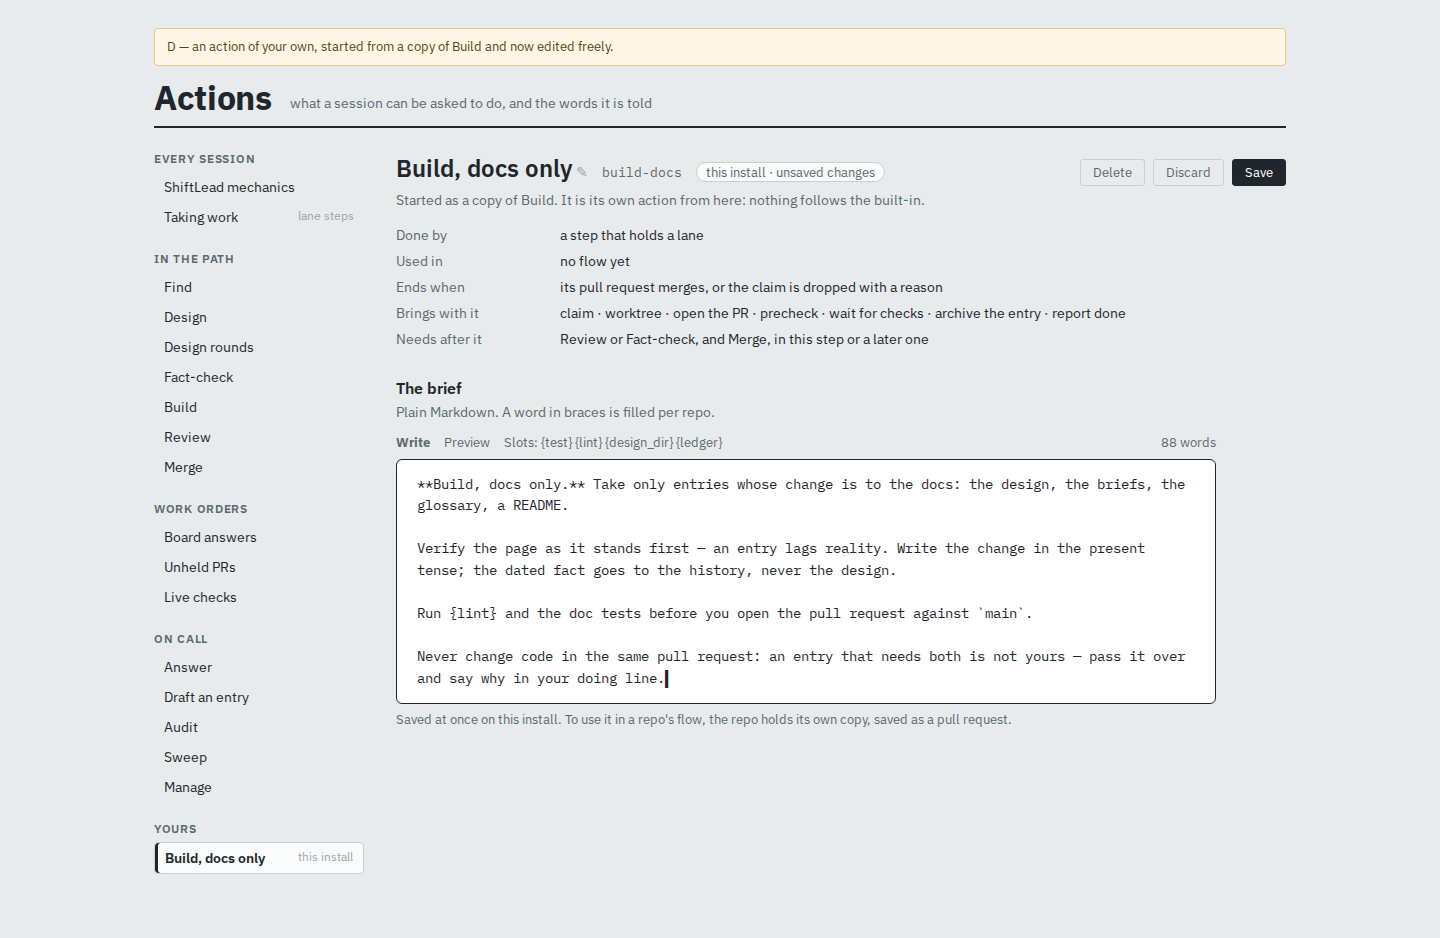 D — an action of your own, started from a copy of Build and now edited freely.
Actions what a session can be asked to do, and the words it is told
EVERY SESSION
ShiftLead mechanics
Taking work lane steps
IN THE PATH
Find
Design
Design rounds
Fact-check
Build
Review
Merge
WORK ORDERS
Board answers
Unheld PRs
Live checks
ON CALL
Answer
Draft an entry
Audit
Sweep
Manage
YOURS
Build, docs only this install
Build, docs only ✎ build-docs this install · unsaved changes Delete Discard Save
Started as a copy of Build. It is its own action from here: nothing follows the built-in.
Done by a step that holds a lane
Used in no flow yet
Ends when its pull request merges, or the claim is dropped with a reason
Brings with it claim · worktree · open the PR · precheck · wait for checks · archive the entry · report done
Needs after it Review or Fact-check, and Merge, in this step or a later one
The brief
Plain Markdown. A word in braces is filled per repo.
Write Preview Slots: {test} {lint} {design_dir} {ledger} 88 words
**Build, docs only.** Take only entries whose change is to the docs: the design, the briefs, the
glossary, a README.
Verify the page as it stands first — an entry lags reality. Write the change in the present
tense; the dated fact goes to the history, never the design.
Run {lint} and the doc tests before you open the pull request against `main`.
Never change code in the same pull request: an entry that needs both is not yours — pass it over
and say why in your doing line.
Saved at once on this install. To use it in a repo's flow, the repo holds its own copy, saved as a pull request.